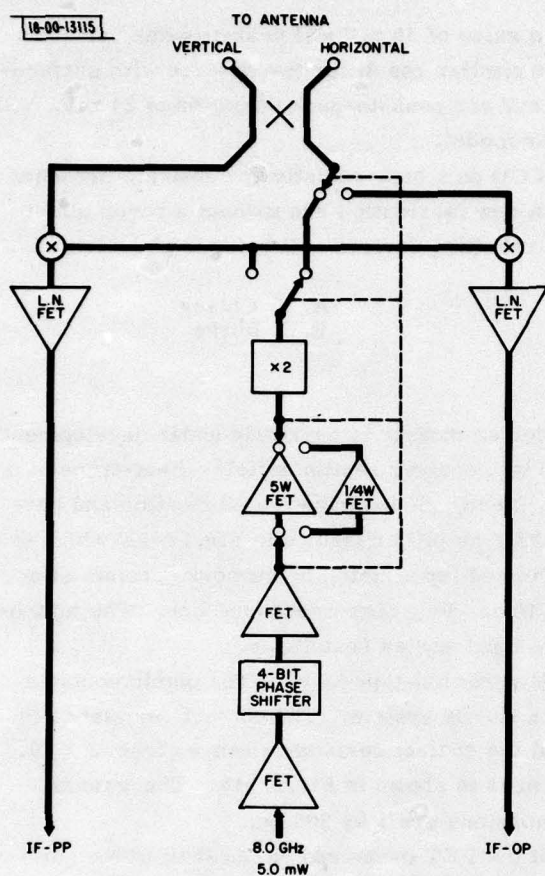 18-00-13115
TO ANTENNA
VERTICAL HORIZONTAL
L.N.
FET
L.N.
FET
×2
5W
FET
1/4W
FET
FET
4-BIT
PHASE
SHIFTER
FET
IF-PP
8.0 GHz
5.0 mW
IF-OP